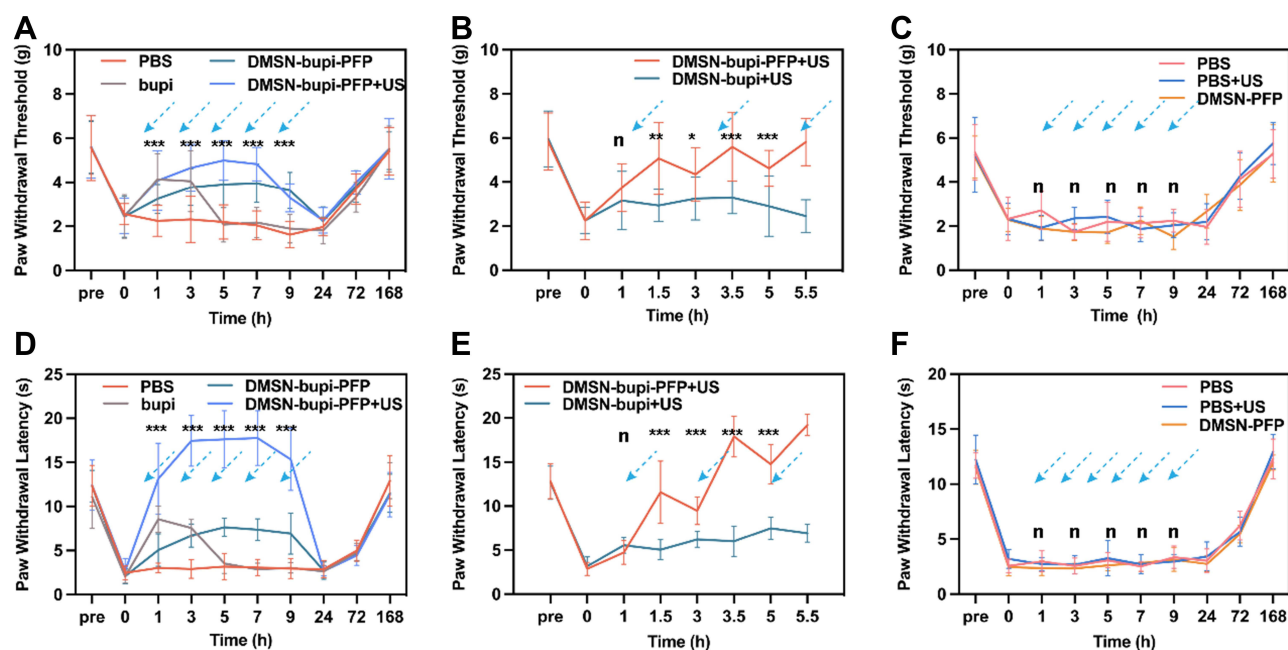 A
Paw Withdrawal Threshold (g)
10
8
6
4
2
0
PBS
bupi
DMSN-bupi-PFP
DMSN-bupi-PFP+US
*** *** *** *** ***
pre 0 1 3 5 7 9 24 72 168
Time (h)
B
Paw Withdrawal Threshold (g)
10
8
6
4
2
0
DMSN-bupi-PFP+US
DMSN-bupi+US
n ** * *** ***
pre 0 1 1.5 3 3.5 5 5.5
Time (h)
C
Paw Withdrawal Threshold (g)
10
8
6
4
2
0
PBS
PBS+US
DMSN-PFP
n n n n n
pre 0 1 3 5 7 9 24 72 168
Time (h)
D
Paw Withdrawal Latency (s)
25
20
15
10
5
0
PBS
bupi
DMSN-bupi-PFP
DMSN-bupi-PFP+US
*** *** *** *** ***
pre 0 1 3 5 7 9 24 72 168
Time (h)
E
Paw Withdrawal Latency (s)
25
20
15
10
5
0
DMSN-bupi-PFP+US
DMSN-bupi+US
n *** *** *** ***
pre 0 1 1.5 3 3.5 5 5.5
Time (h)
F
Paw Withdrawal Latency (s)
20
15
10
5
0
PBS
PBS+US
DMSN-PFP
n n n n n
pre 0 1 3 5 7 9 24 72 168
Time (h)